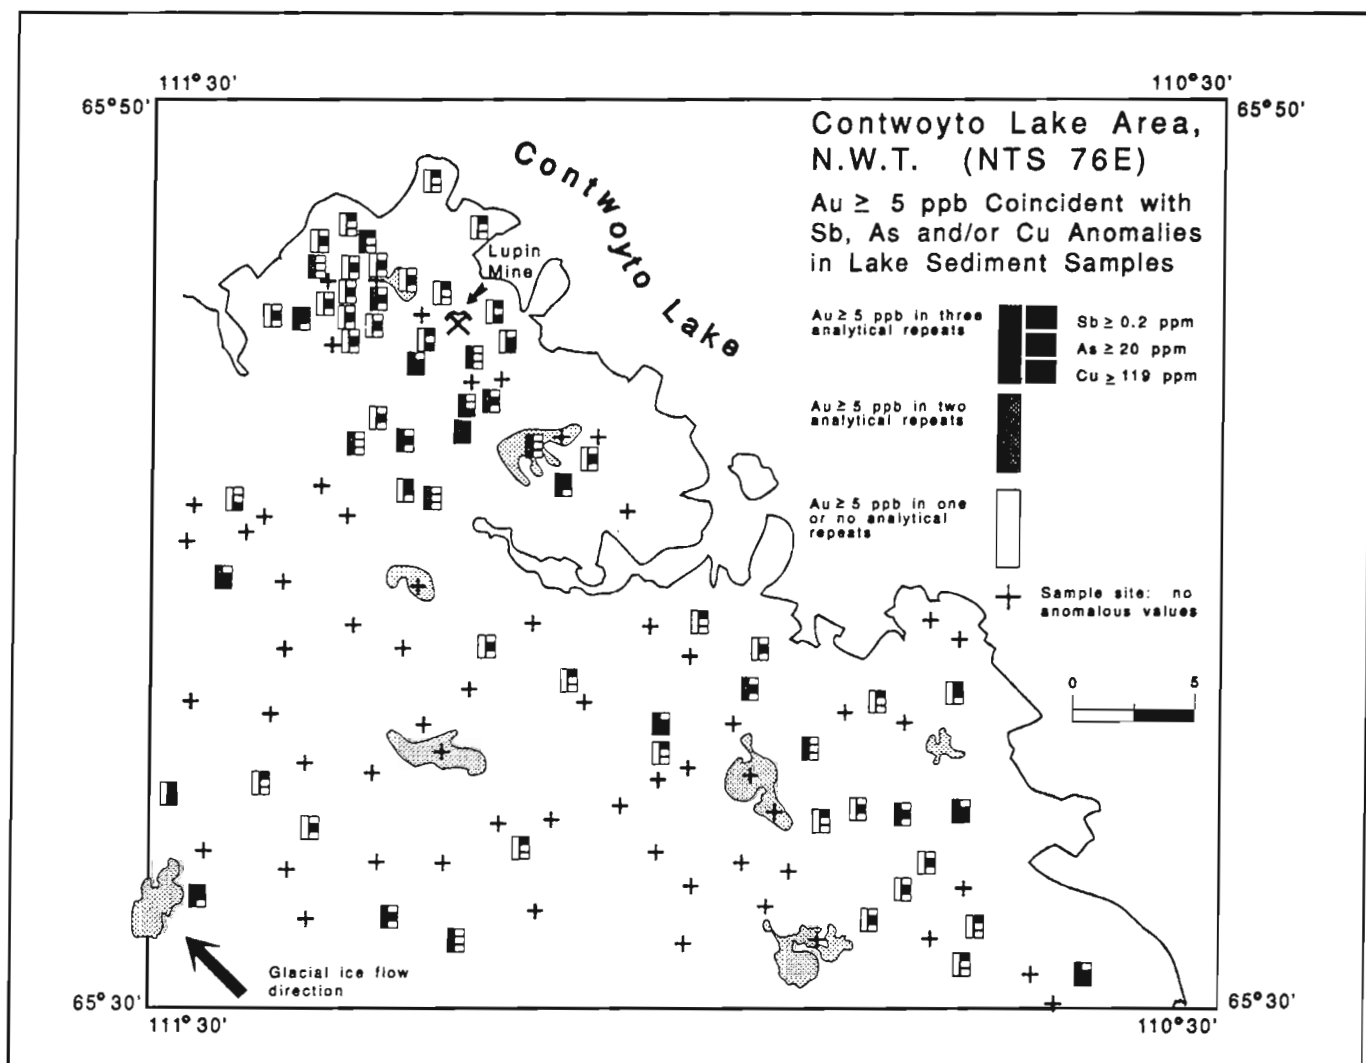 111°30'
110°30'
65°50'
65°50'
Contwoyto Lake Area,
N.W.T. (NTS 76E)
Au ≥ 5 ppb Coincident with
Sb, As and/or Cu Anomalies
in Lake Sediment Samples
Contwoyto Lake
Lupin
Mine
Au ≥ 5 ppb in three
analytical repeats
Sb ≥ 0.2 ppm
As ≥ 20 ppm
Cu ≥ 119 ppm
Au ≥ 5 ppb in two
analytical repeats
Au ≥ 5 ppb in one
or no analytical
repeats
Sample site: no
anomalous values
0 5
Glacial ice flow
direction
65°30'
65°30'
111°30'
110°30'